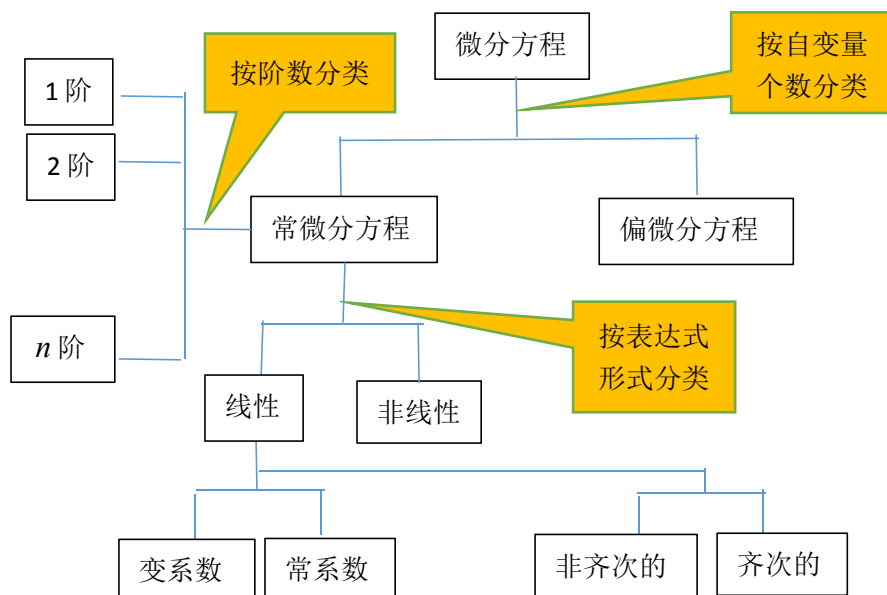 微分方程
按自变量
个数分类
按阶数分类
1 阶
2 阶
常微分方程
偏微分方程
n 阶
按表达式
形式分类
线性
非线性
变系数
常系数
非齐次的
齐次的